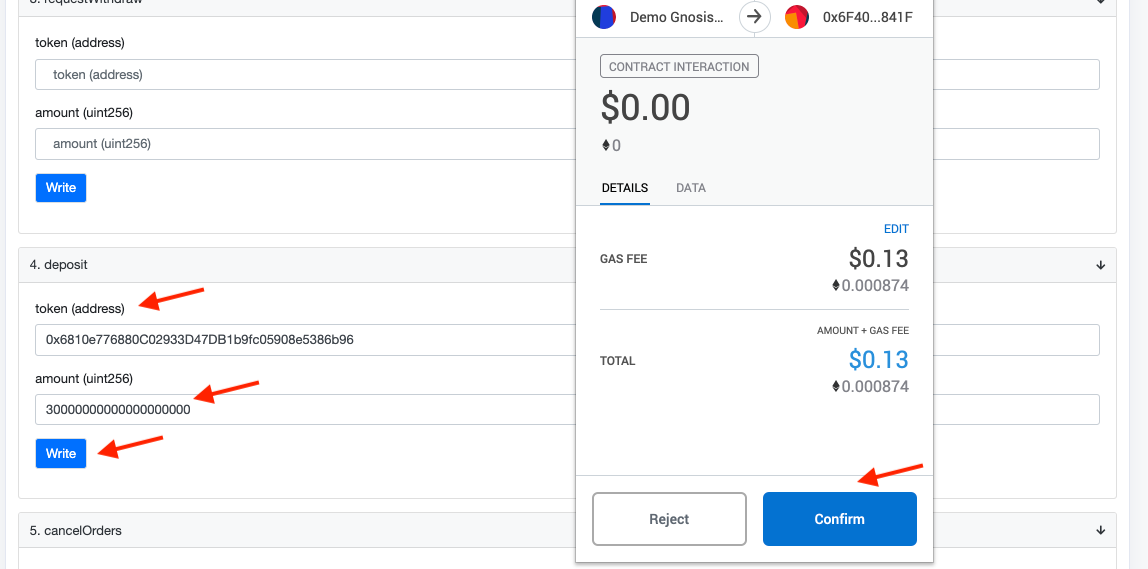 3. requestWithdraw
token (address)
token (address)
amount (uint256)
amount (uint256)
Write
4. deposit
token (address)
0x6810e776880C02933D47DB1b9fc05908e5386b96
amount (uint256)
30000000000000000000
Write
5. cancelOrders
Demo Gnosis...
0x6F40...841F
CONTRACT INTERACTION
$0.00
0
DETAILS
DATA
EDIT
GAS FEE
$0.13
0.000874
AMOUNT + GAS FEE
TOTAL
$0.13
0.000874
Reject
Confirm